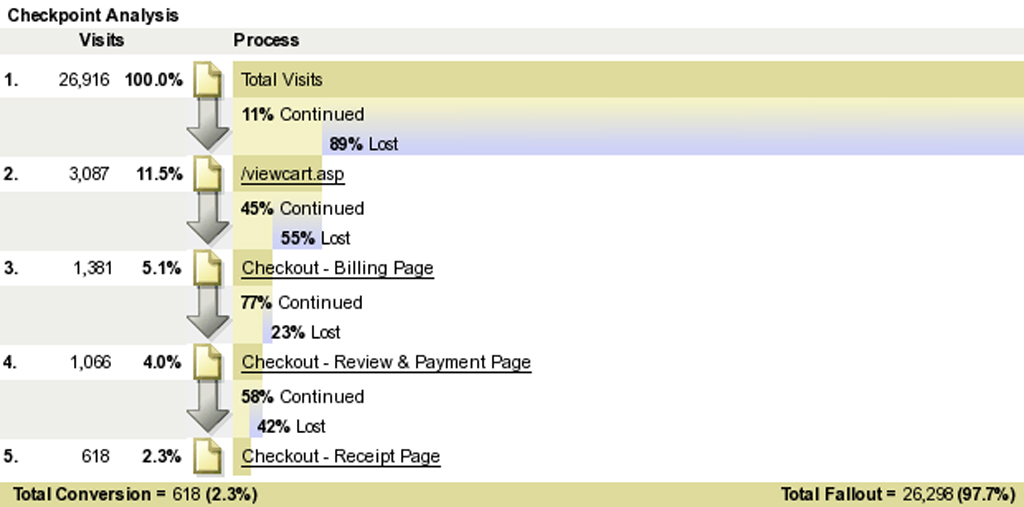 Checkpoint Analysis
Visits Process
1. 26,916 100.0% Total Visits
11% Continued
89% Lost
2. 3,087 11.5% /viewcart.asp
45% Continued
55% Lost
3. 1,381 5.1% Checkout - Billing Page
77% Continued
23% Lost
4. 1,066 4.0% Checkout - Review & Payment Page
58% Continued
42% Lost
5. 618 2.3% Checkout - Receipt Page
Total Conversion = 618 (2.3%) Total Fallout = 26,298 (97.7%)